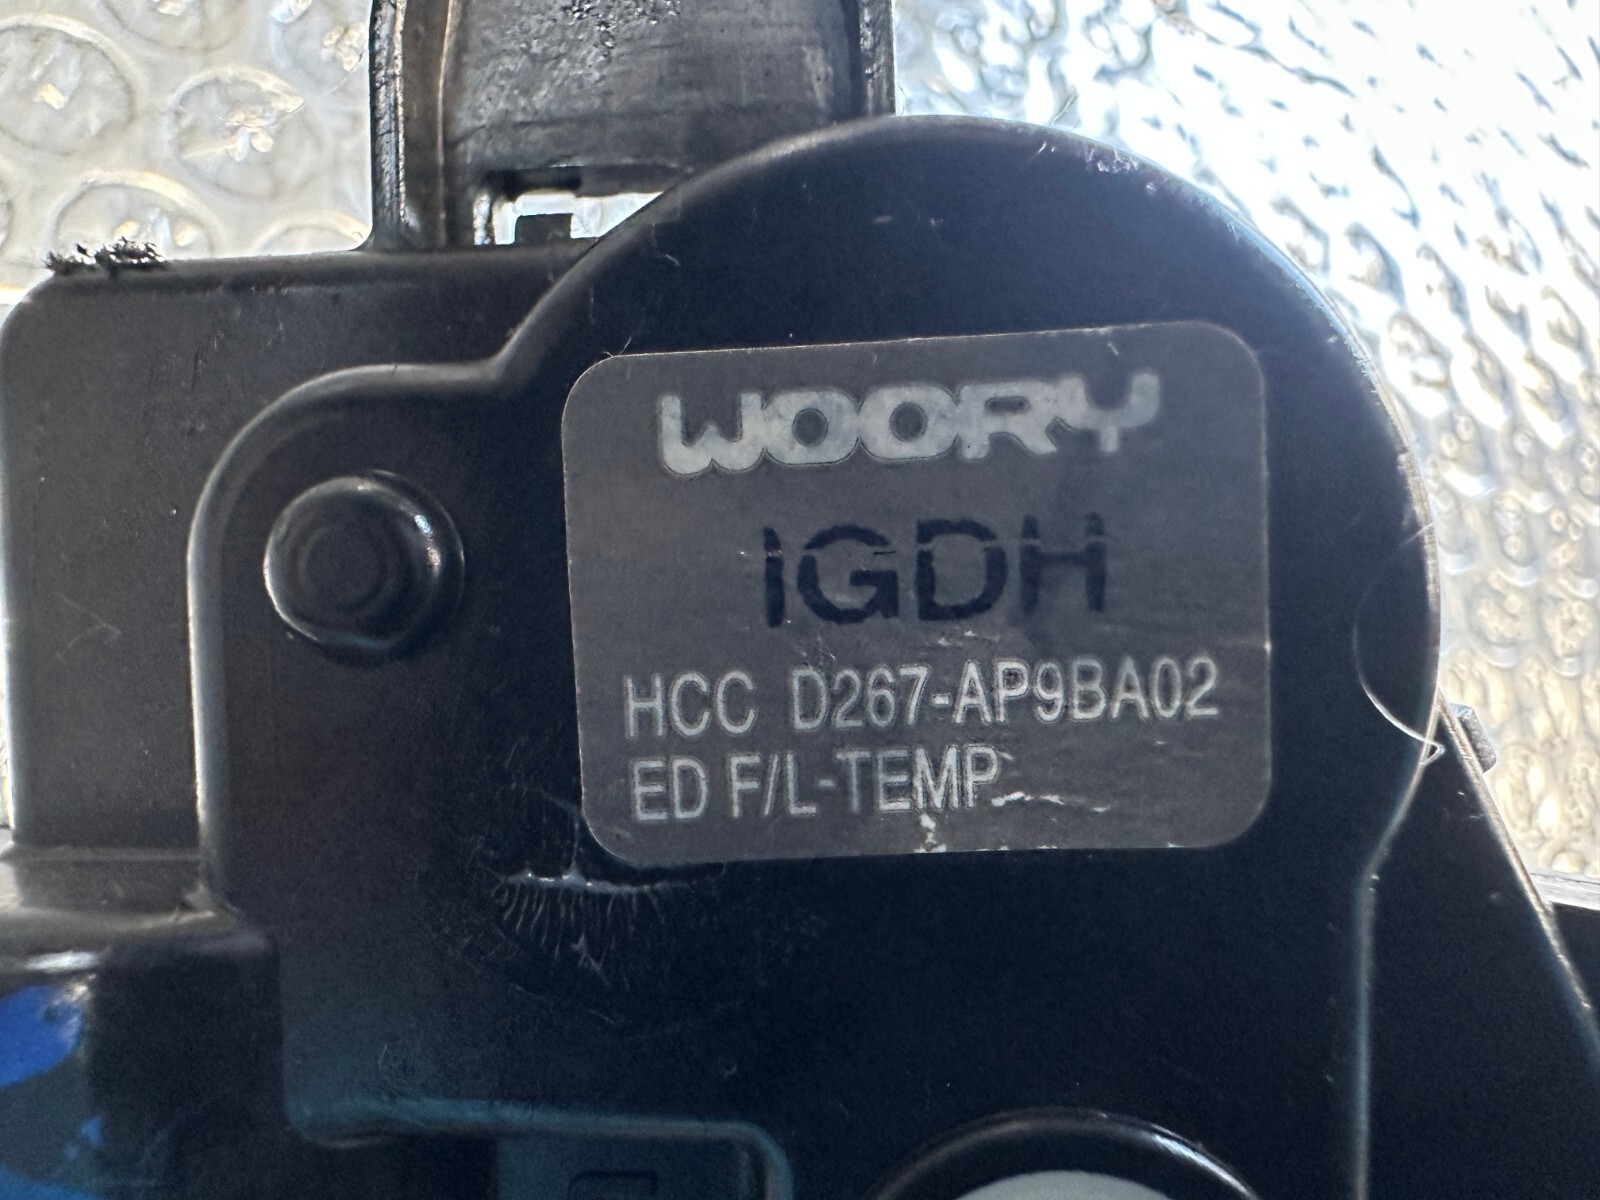 WOORY
IGDH
HCC D267-AP9BA02
ED F/L-TEMP